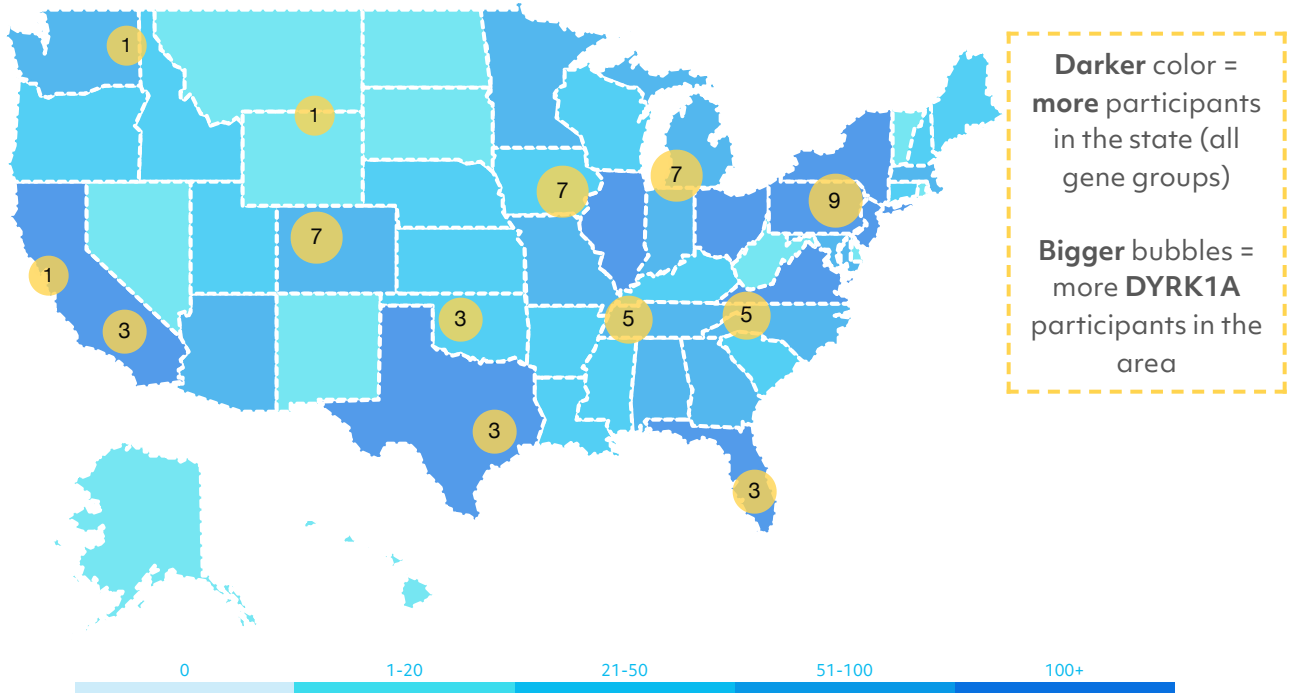 1
1
7
7
9
7
1
3
3
5
5
3
3
Darker color =
more participants
in the state (all
gene groups)
Bigger bubbles =
more DYRK1A
participants in the
area
0 1-20 21-50 51-100 100+